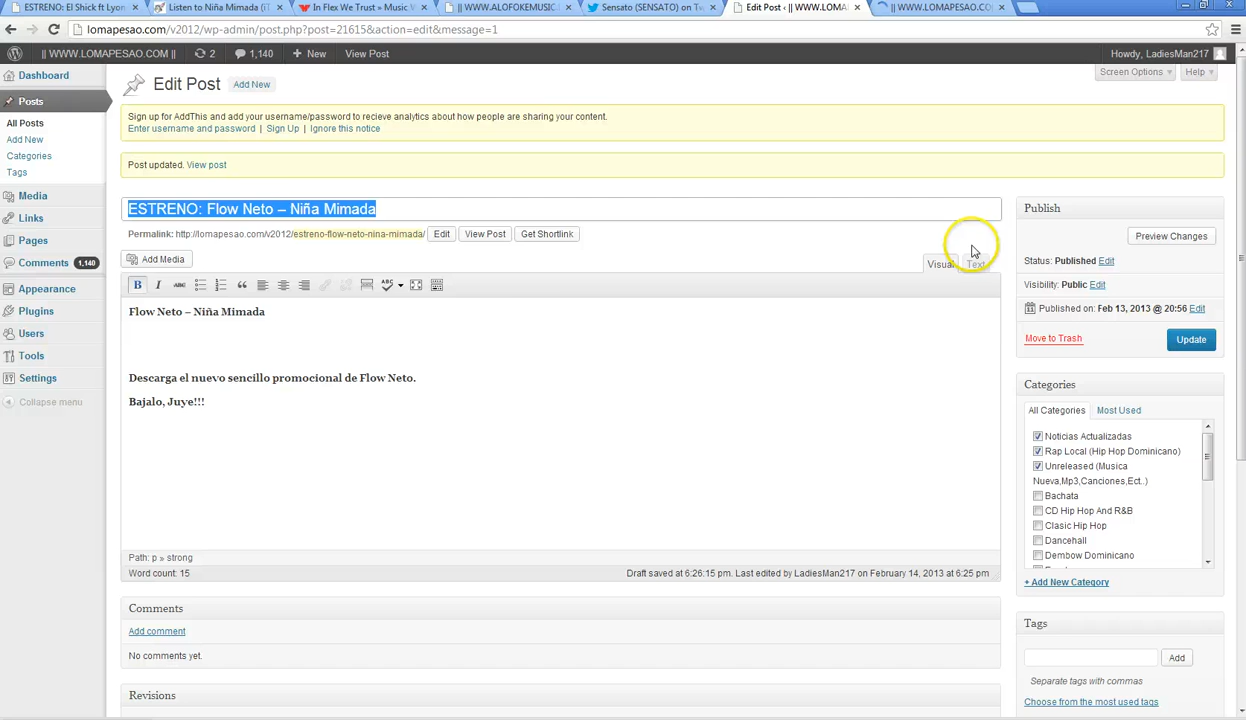 ESTRENO: El Shick ft Lyon
Listen to Niña Mimada (iT
In Flex We Trust » Music W
|| WWW.ALOFOKEMUSIC.
Sensato (SENSATO) on Tw
Edit Post ‹ || WWW.LOMA
|| WWW.LOMAPESAO.CO
lomapesao.com/v2012/wp-admin/post.php?post=21615&action=edit&message=1
|| WWW.LOMAPESAO.COM ||
2
1,140
+ New
View Post
Howdy, LadiesMan217
Dashboard
Posts
All Posts
Add New
Categories
Tags
Media
Links
Pages
Comments 1,140
Appearance
Plugins
Users
Tools
Settings
Collapse menu
Screen Options
Help
Edit Post Add New
Sign up for AddThis and add your username/password to recieve analytics about how people are sharing your content.
Enter username and password | Sign Up | Ignore this notice
Post updated. View post
ESTRENO: Flow Neto – Niña Mimada
Permalink: http://lomapesao.com/v2012/estreno-flow-neto-nina-mimada/ Edit View Post Get Shortlink
Add Media
Visual Text
B I ABC ABC
Flow Neto – Niña Mimada
Descarga el nuevo sencillo promocional de Flow Neto.
Bajalo, Juye!!!
Path: p » strong
Word count: 15
Draft saved at 6:26:15 pm. Last edited by LadiesMan217 on February 14, 2013 at 6:25 pm
Comments
Add comment
No comments yet.
Revisions
Publish
Preview Changes
Status: Published Edit
Visibility: Public Edit
Published on: Feb 13, 2013 @ 20:56 Edit
Move to Trash
Update
Categories
All Categories Most Used
Noticias Actualizadas
Rap Local (Hip Hop Dominicano)
Unreleased (Musica
Nueva,Mp3,Canciones,Ect..)
Bachata
CD Hip Hop And R&B
Clasic Hip Hop
Dancehall
Dembow Dominicano
+ Add New Category
Tags
Add
Separate tags with commas
Choose from the most used tags